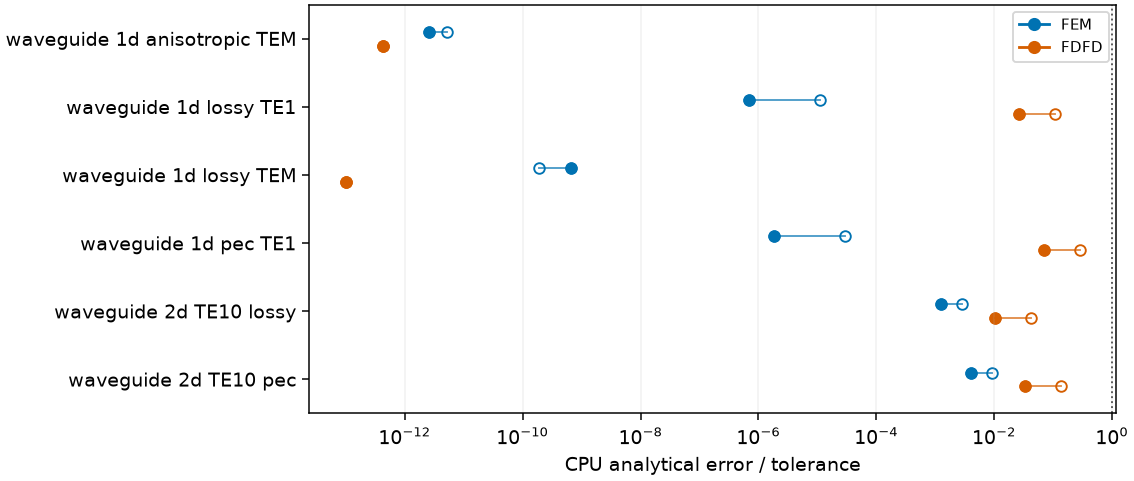 FEM
FDFD
waveguide 1d anisotropic TEM
waveguide 1d lossy TE1
waveguide 1d lossy TEM
waveguide 1d pec TE1
waveguide 2d TE10 lossy
waveguide 2d TE10 pec
10⁻¹² 10⁻¹⁰ 10⁻⁸ 10⁻⁶ 10⁻⁴ 10⁻² 10⁰
CPU analytical error / tolerance